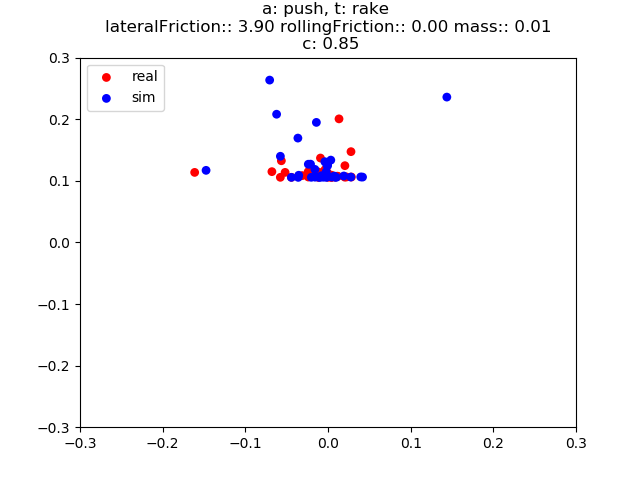 a: push, t: rake
lateralFriction:: 3.90 rollingFriction:: 0.00 mass:: 0.01
c: 0.85
real
sim
0.3
0.2
0.1
0.0
−0.1
−0.2
−0.3
−0.3 −0.2 −0.1 0.0 0.1 0.2 0.3